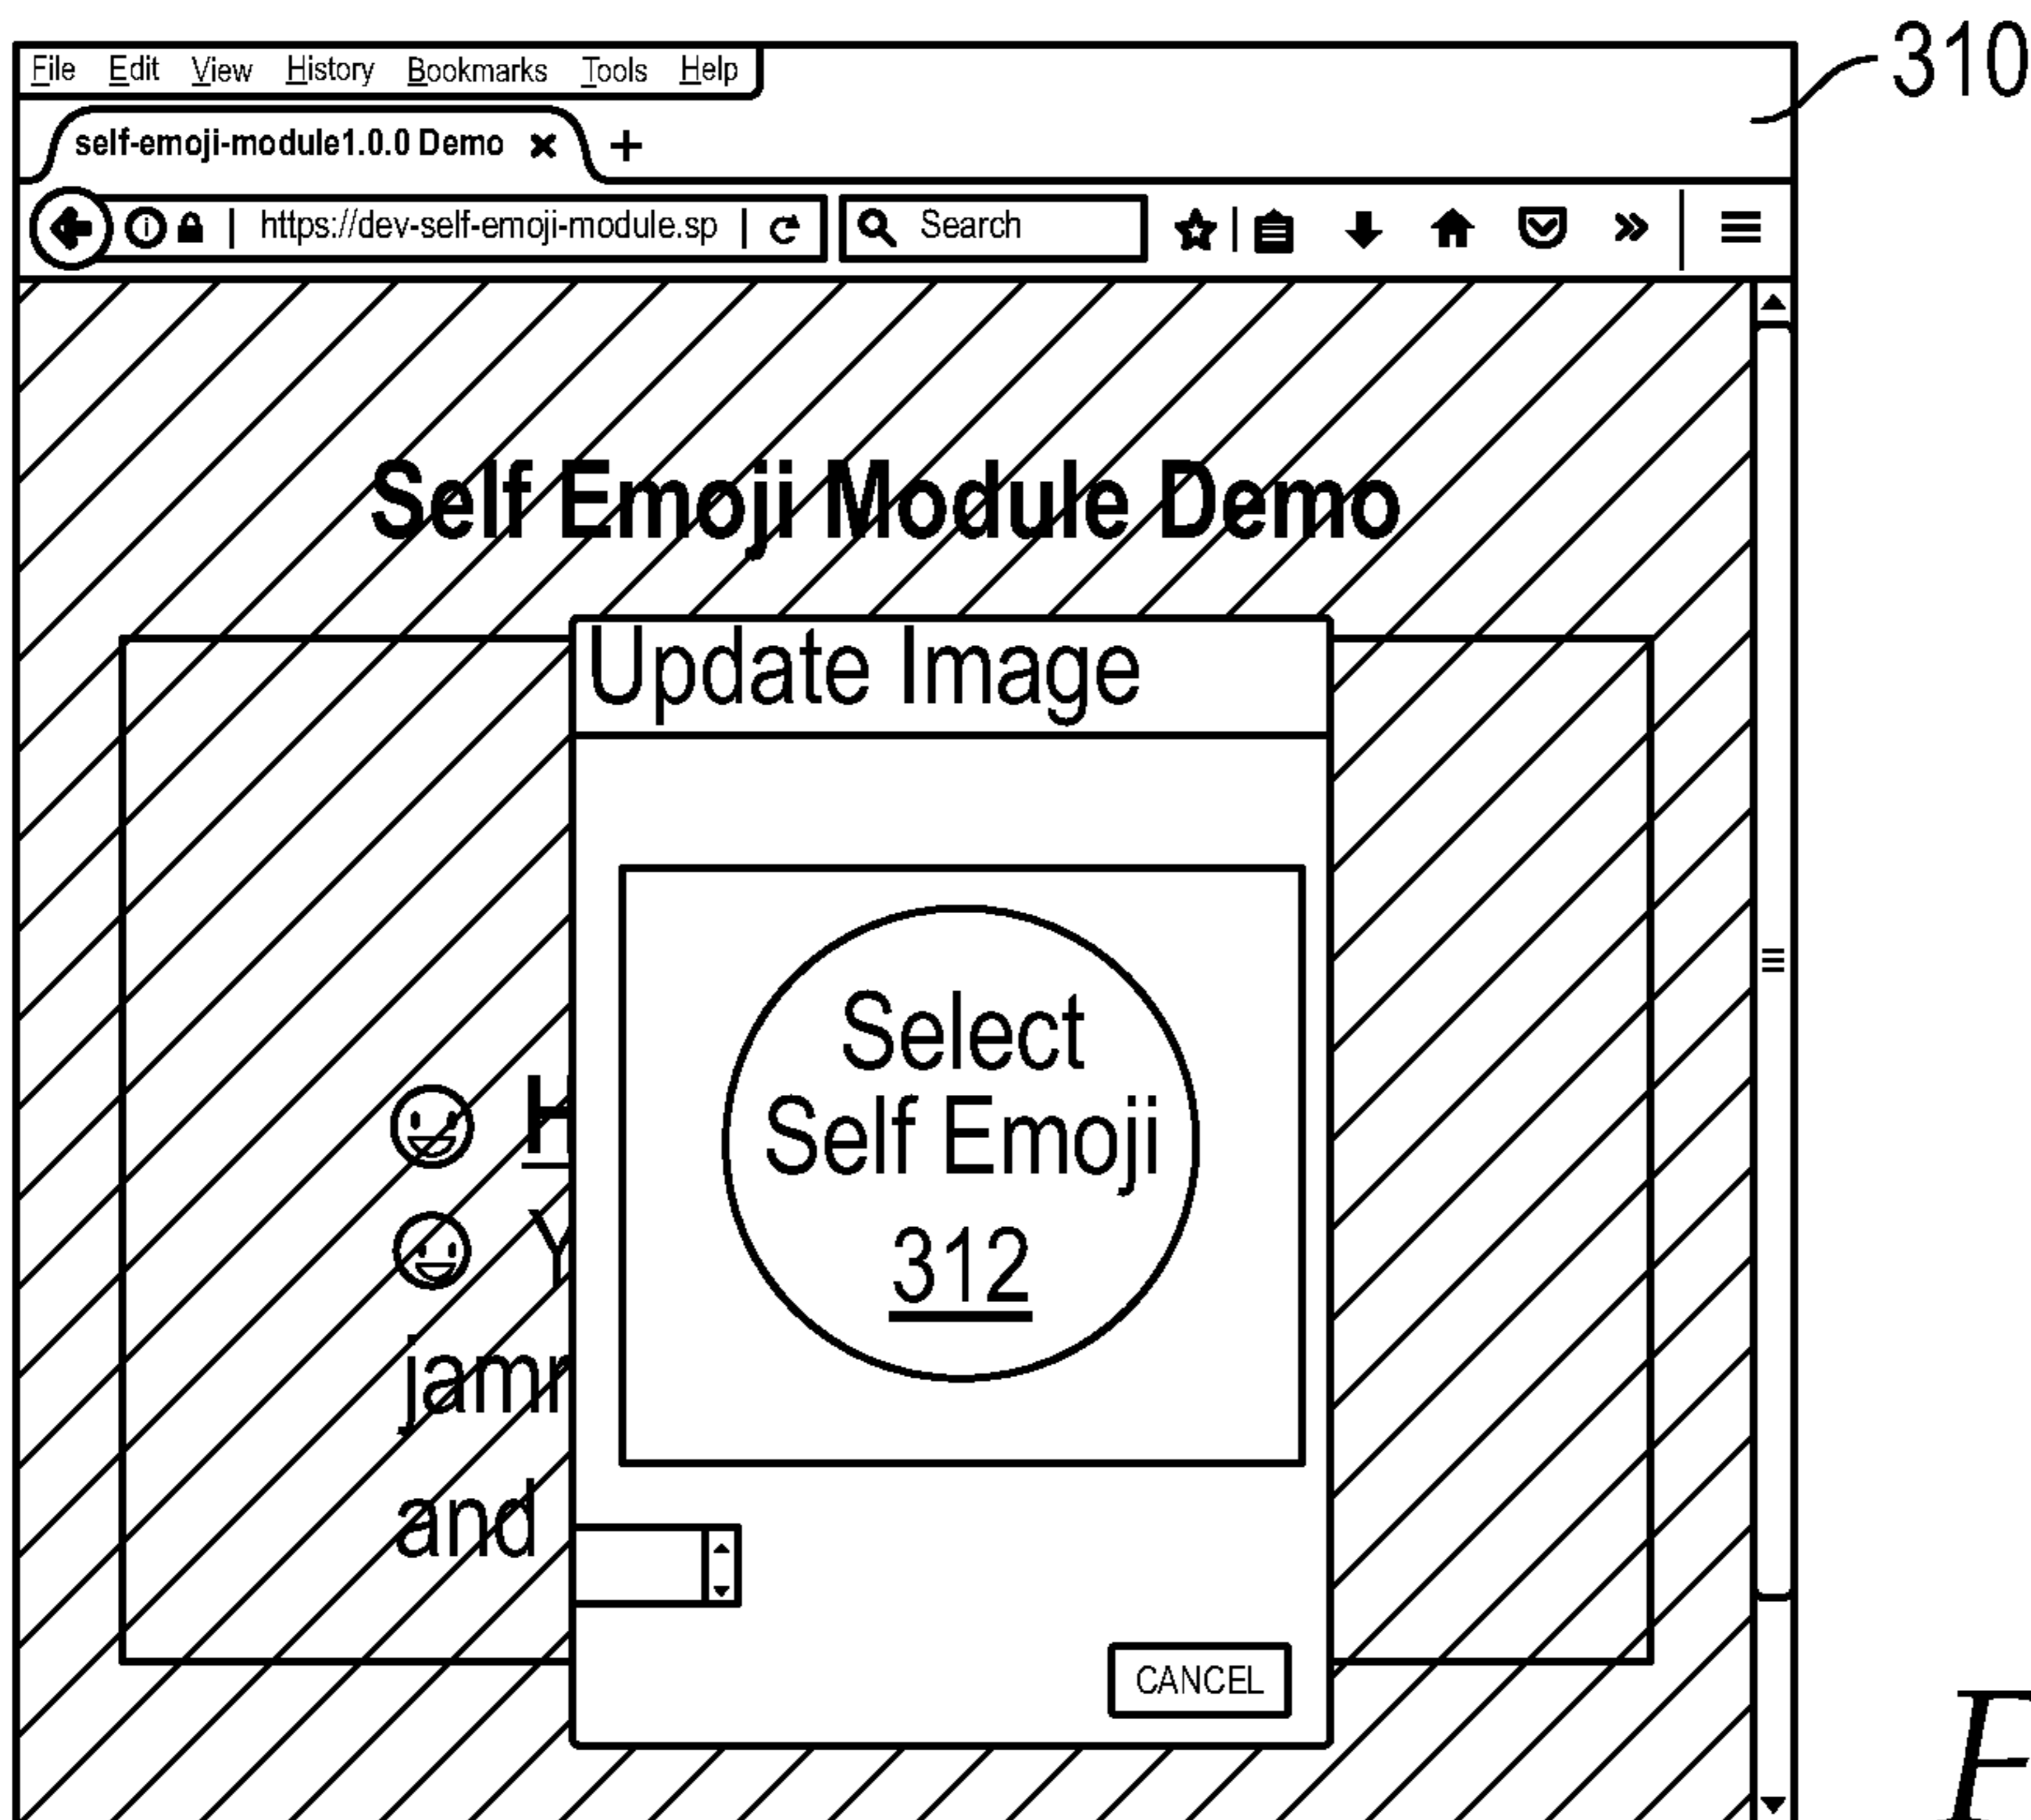 310
File Edit View History Bookmarks Tools Help
self-emoji-module1.0.0 Demo
https://dev-self-emoji-module.sp
Search
Self Emoji Module Demo
Update Image
Select
Self Emoji
312
H
Y
jam
and
CANCEL
F